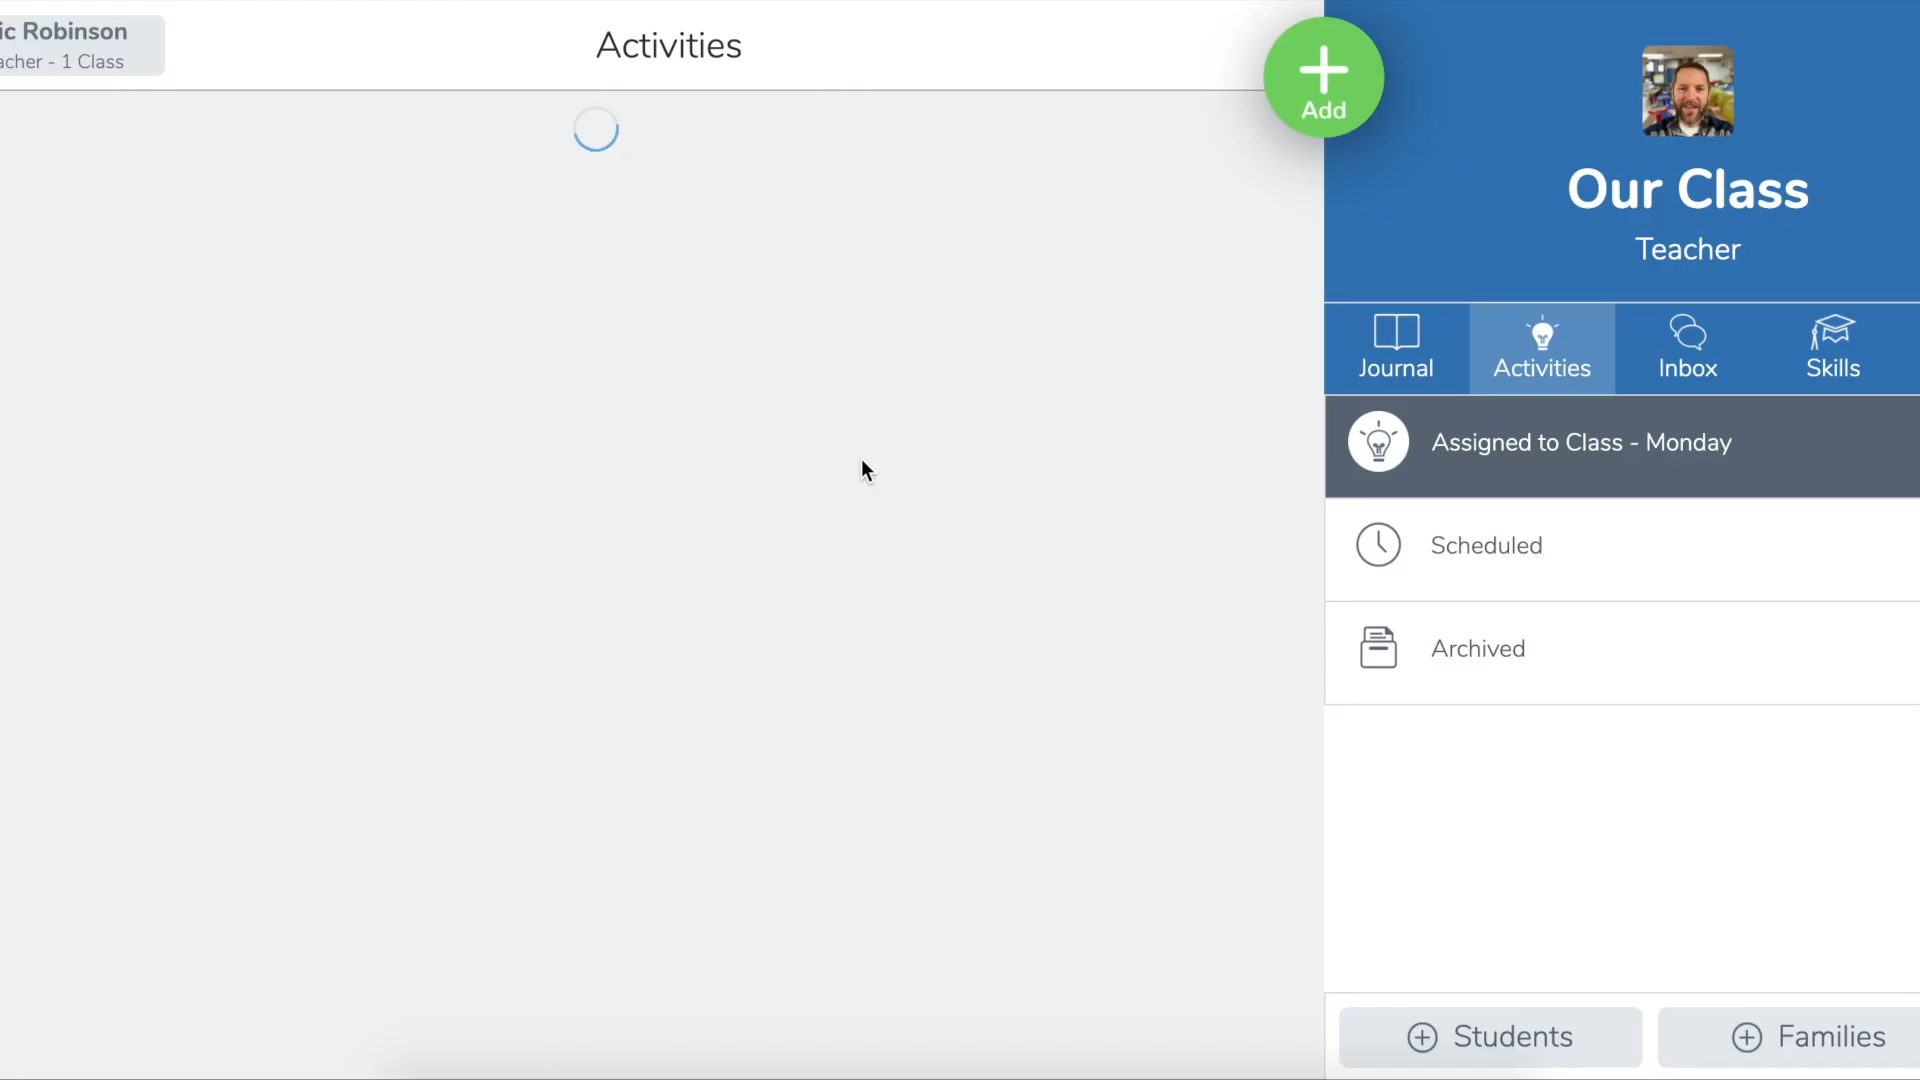 ic Robinson
acher - 1 Class
Activities
Add
Our Class
Teacher
Journal
Activities
Inbox
Skills
Assigned to Class - Monday
Scheduled
Archived
Students
Families